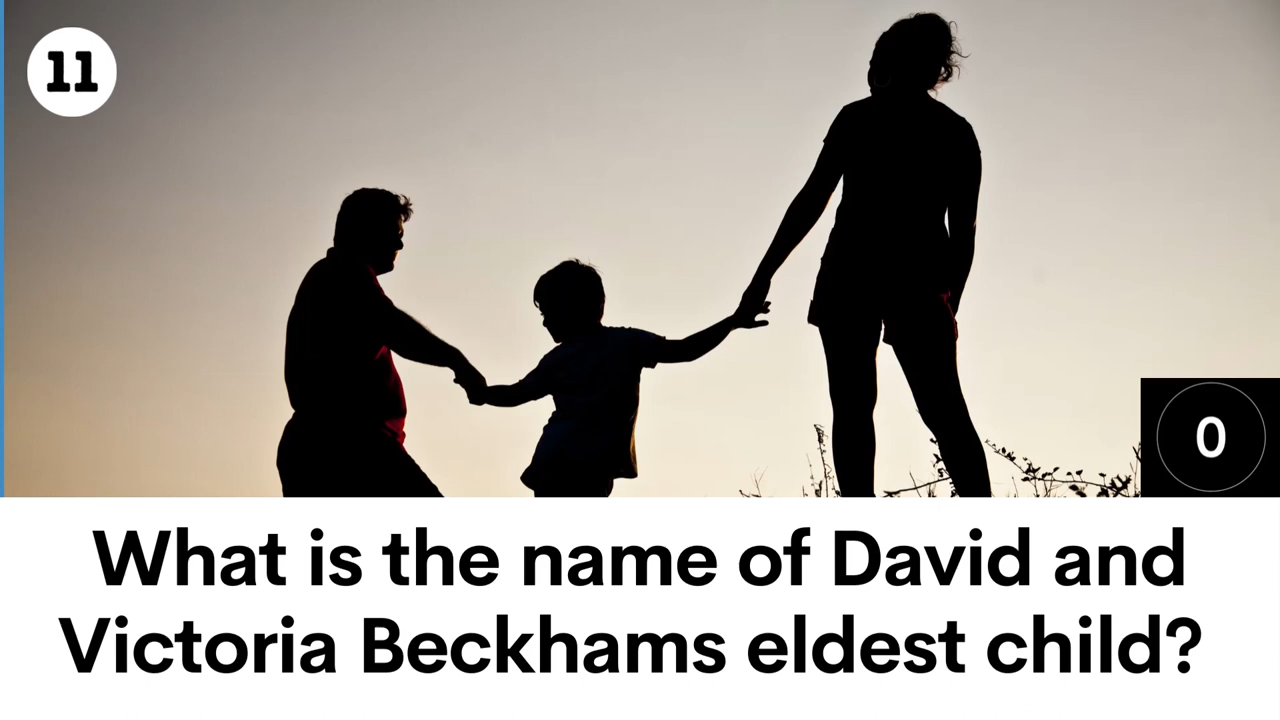 11
0
What is the name of David and
Victoria Beckhams eldest child?